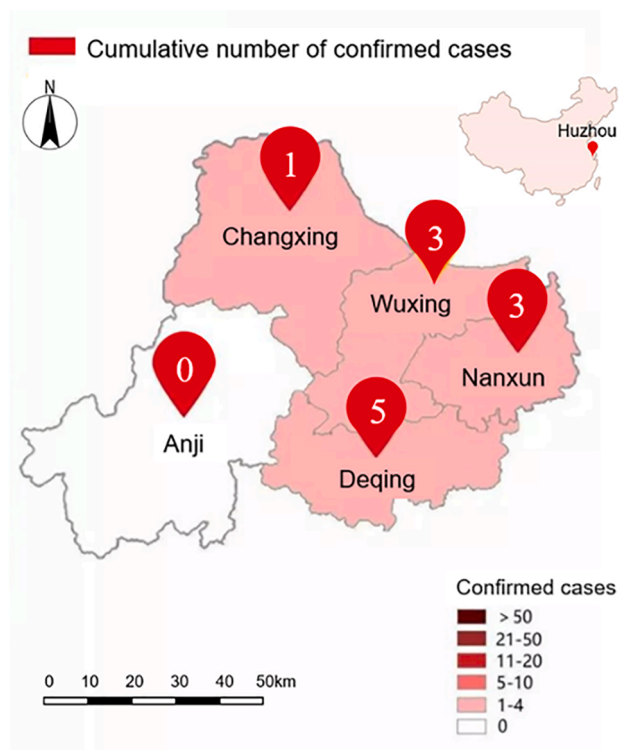 Cumulative number of confirmed cases
N
Huzhou
1
Changxing
3
Wuxing
3
Nanxun
0
Anji
5
Deqing
Confirmed cases
> 50
21-50
11-20
5-10
1-4
0
0 10 20 30 40 50km